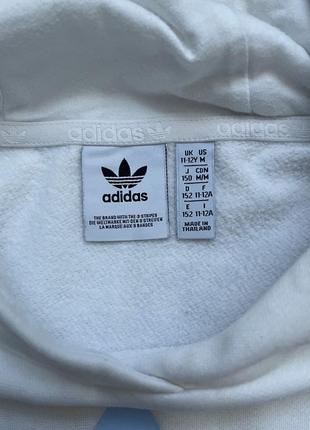 adidas adidas
adidas
THE BRAND WITH THE 3 STRIPES
DIE WELTMARKE MIT DEN 3 STREIFEN
LA MARQUE AUX 3 BANDES
UK US
11-12Y M
J CDN
150 M/M
D F
152 11-12A
E I
152 11-12A
MADE IN
THAILAND